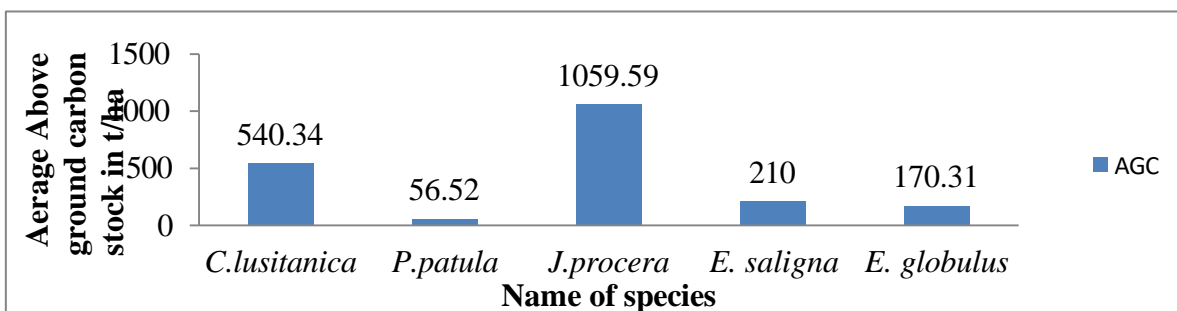 Aerage Above
ground carbon
stock in t/ha
1500
1000
500
0
540.34
56.52
1059.59
210
170.31
AGC
C.lusitanica
P.patula
J.procera
E. saligna
E. globulus
Name of species